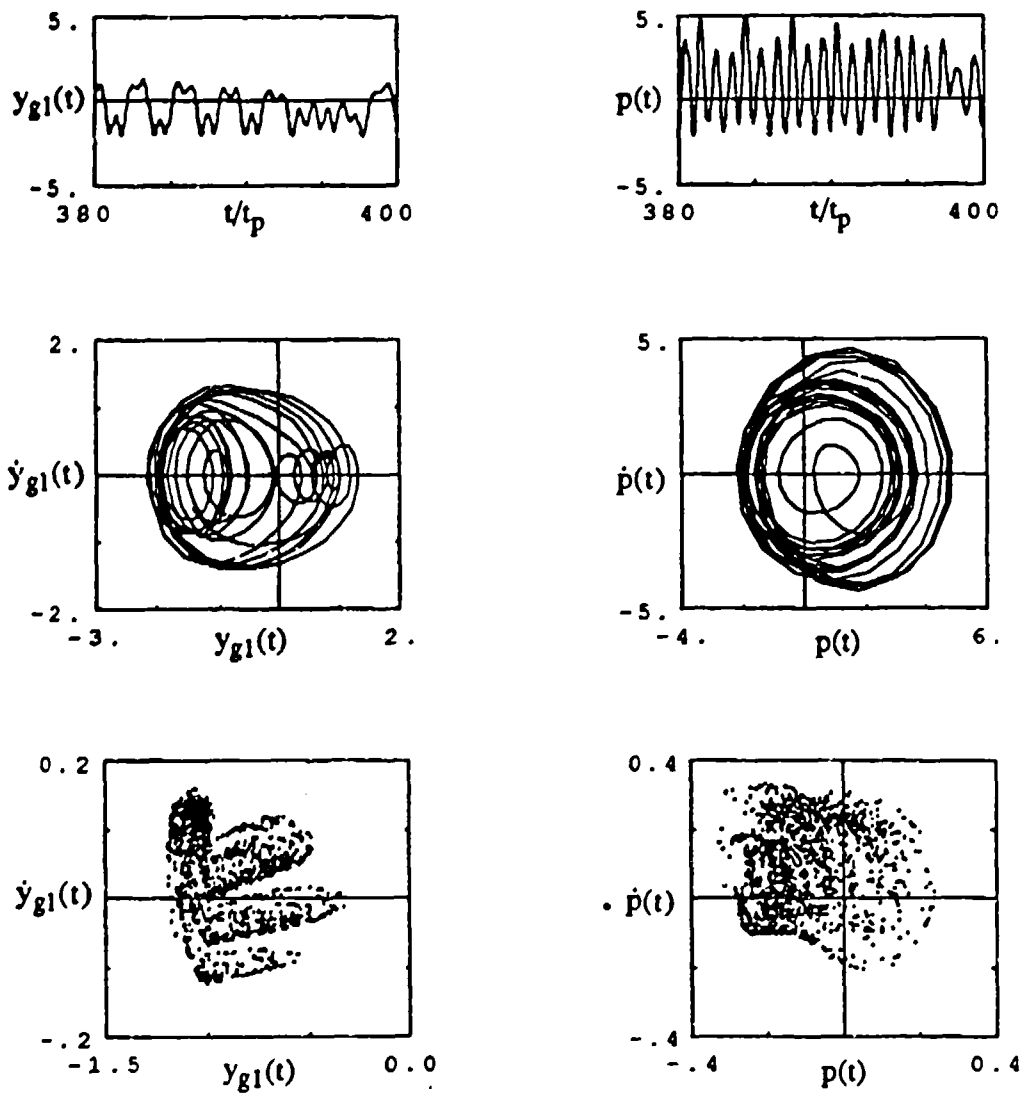 5. 5.
y_g1(t) p(t)
-5. -5.
380 t/t_p 400 380 t/t_p 400
2. 5.
ẏ_g1(t) ṗ(t)
-2. -5.
-3. y_g1(t) 2. -4. p(t) 6.
0.2 0.4
ẏ_g1(t) ṗ(t)
-.2 -.4
-1.5 y_g1(t) 0.0 -.4 p(t) 0.4